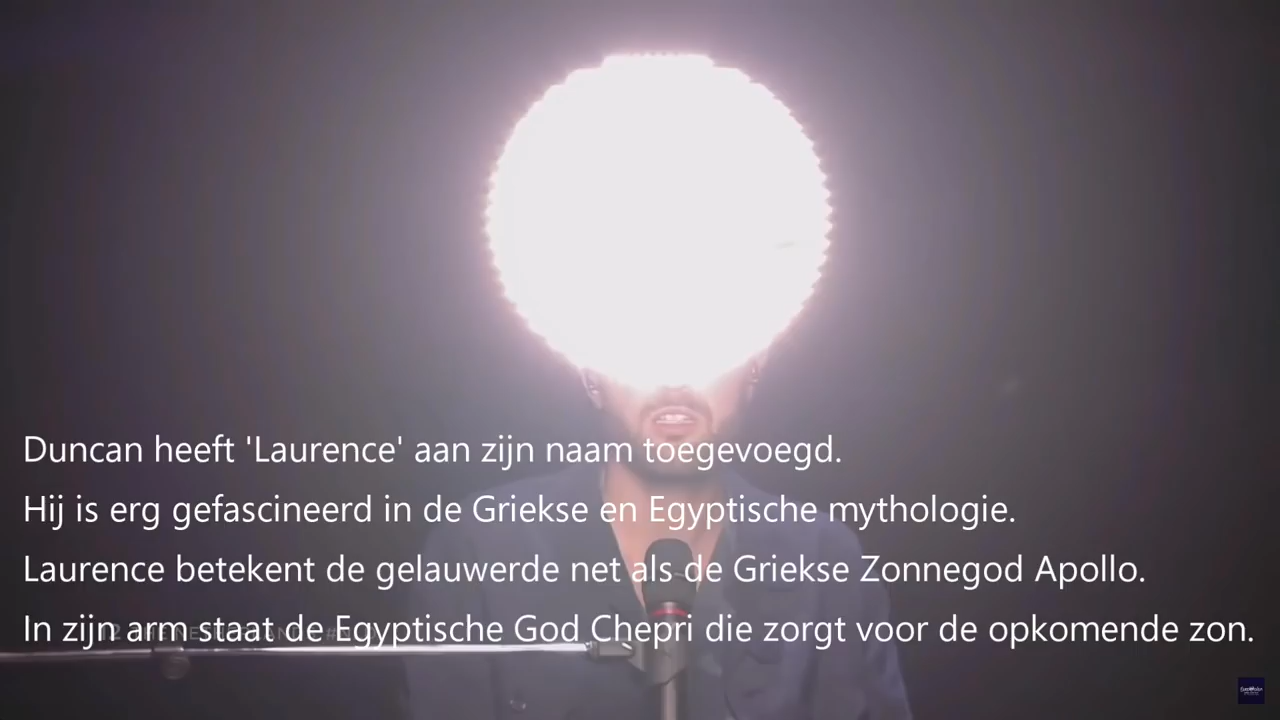 Duncan heeft 'Laurence' aan zijn naam toegevoegd.
Hij is erg gefascineerd in de Griekse en Egyptische mythologie.
Laurence betekent de gelauwerde net als de Griekse Zonnegod Apollo.
In zijn arm staat de Egyptische God Chepri die zorgt voor de opkomende zon.